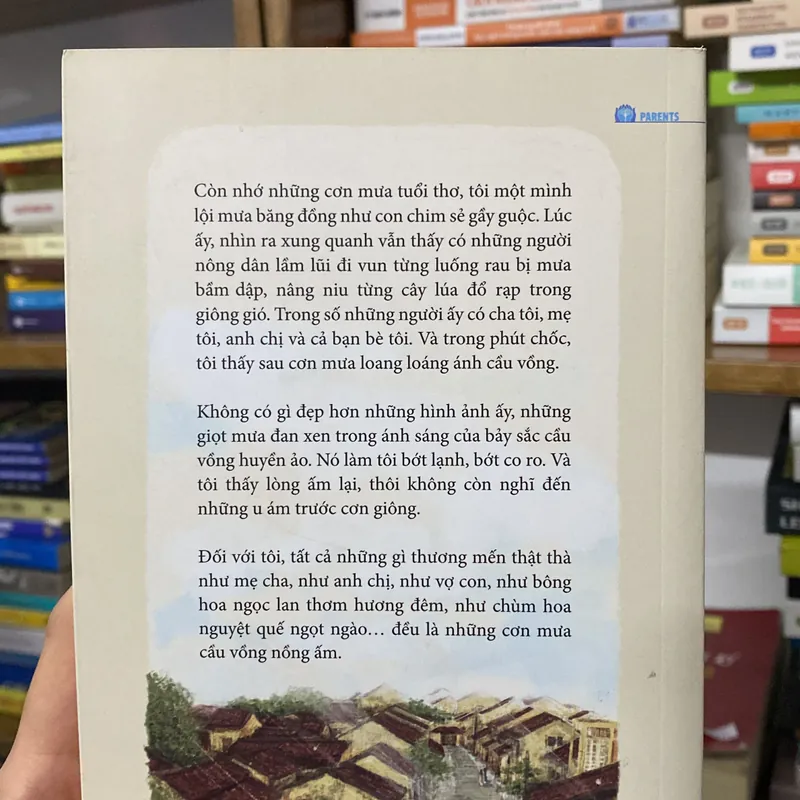 PARENTS
Còn nhớ những cơn mưa tuổi thơ, tôi một mình
lội mưa băng đồng như con chim sẻ gầy guộc. Lúc
ấy, nhìn ra xung quanh vẫn thấy có những người
nông dân lầm lũi đi vun từng luống rau bị mưa
bầm dập, nâng niu từng cây lúa đổ rạp trong
giông gió. Trong số những người ấy có cha tôi, mẹ
tôi, anh chị và cả bạn bè tôi. Và trong phút chốc,
tôi thấy sau cơn mưa loang loáng ánh cầu vồng.
Không có gì đẹp hơn những hình ảnh ấy, những
giọt mưa đan xen trong ánh sáng của bảy sắc cầu
vồng huyền ảo. Nó làm tôi bớt lạnh, bớt co ro. Và
tôi thấy lòng ấm lại, thôi không còn nghĩ đến
những u ám trước cơn giông.
Đối với tôi, tất cả những gì thương mến thật thà
như mẹ cha, như anh chị, như vợ con, như bông
hoa ngọc lan thơm hương đêm, như chùm hoa
nguyệt quế ngọt ngào… đều là những cơn mưa
cầu vồng nồng ấm.